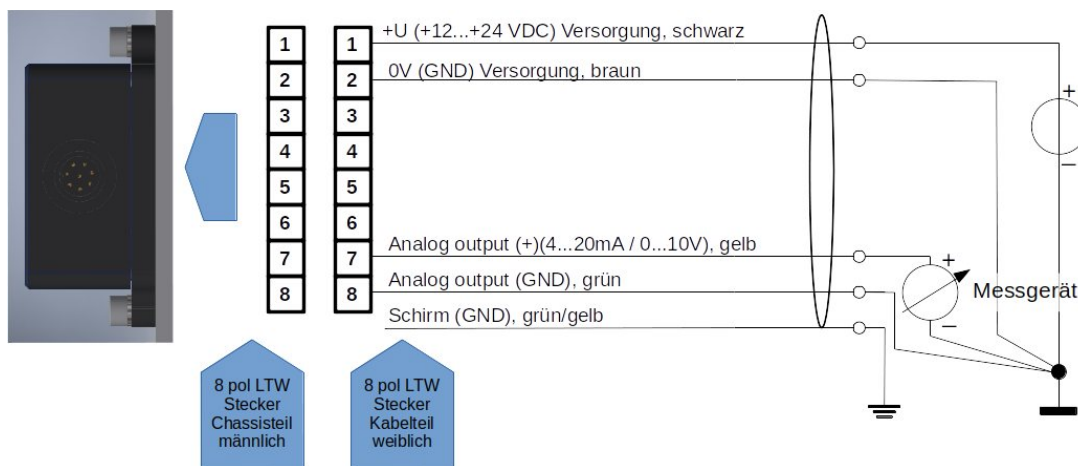 1
2
3
4
5
6
7
8
1
2
3
4
5
6
7
8
+U (+12...+24 VDC) Versorgung, schwarz
0V (GND) Versorgung, braun
Analog output (+)(4...20mA / 0...10V), gelb
Analog output (GND), grün
Schirm (GND), grün/gelb
+
−
+
−
Messgerät
8 pol LTW
Stecker
Chassisteil
männlich
8 pol LTW
Stecker
Kabelteil
weiblich